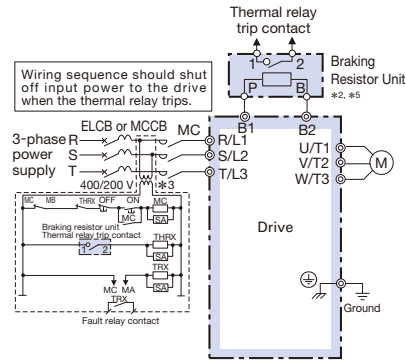 Thermal relay
trip contact
1 2
Braking
Resistor Unit
*2, *5
P B
Wiring sequence should shut
off input power to the drive
when the thermal relay trips.
ELCB or MCCB MC
B1 B2
3-phase
power
supply
R
S
T
R/L1
S/L2
T/L3
400/200 V *3
U/T1
V/T2
W/T3
M
MC MB THRX OFF ON MC
MC
SA
Braking resistor unit
Thermal relay trip contact
1 2
THRX
SA
TRX
SA
MC MA
TRX
Fault relay contact
Drive
Ground